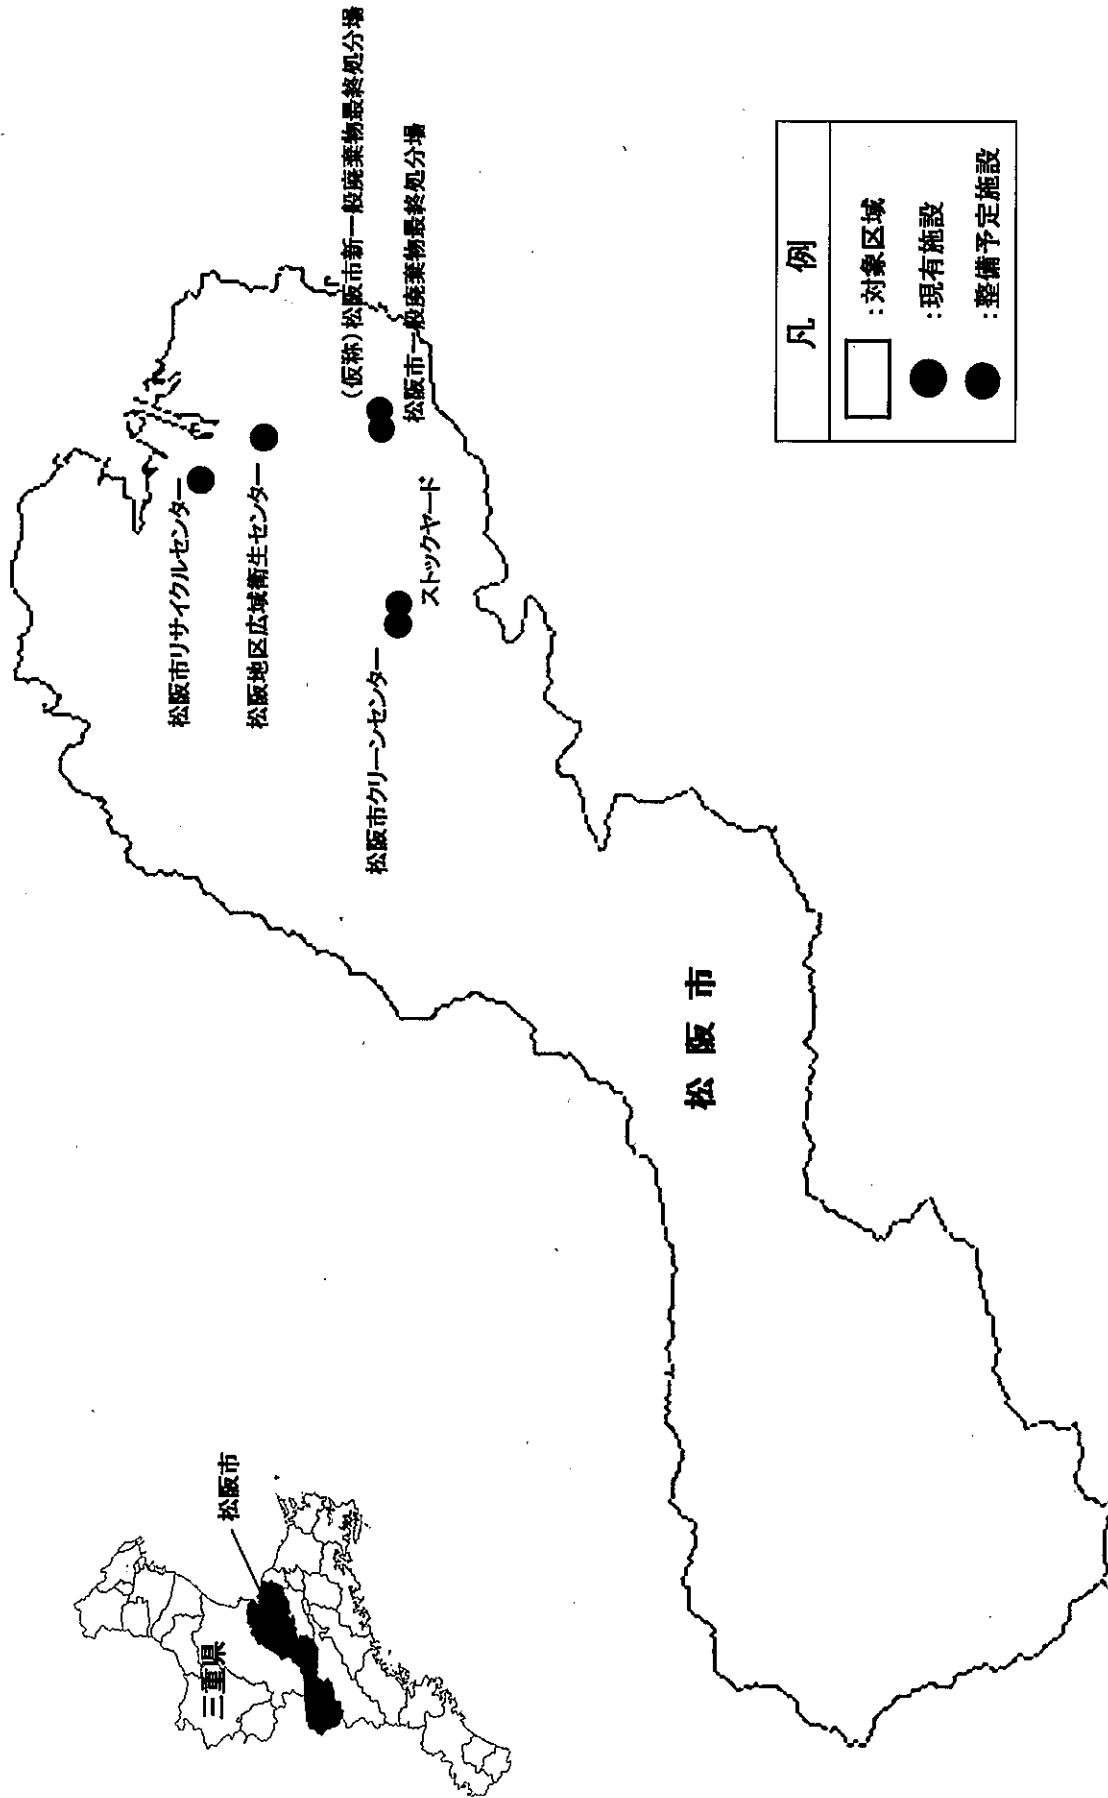 三重県
松阪市
松阪市リサイクルセンター
松阪地区広域衛生センター
(仮称)松阪市新一般廃棄物最終処分場
松阪市一般廃棄物最終処分場
ストックヤード
松阪市クリーンセンター
松阪市
凡例
:対象区域
:現有施設
:整備予定施設